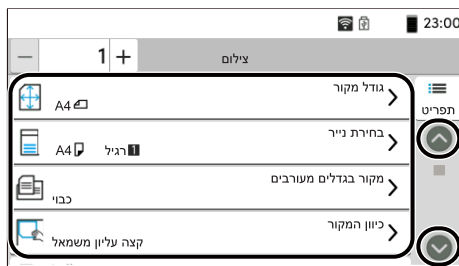 23:00
צילום
− 1 +
גודל מקור
A4
תפריט
בחירת נייר
1 רגיל A4
מקור בגדלים מעורבים
כבוי
כיוון המקור
קצה עליון משמאל